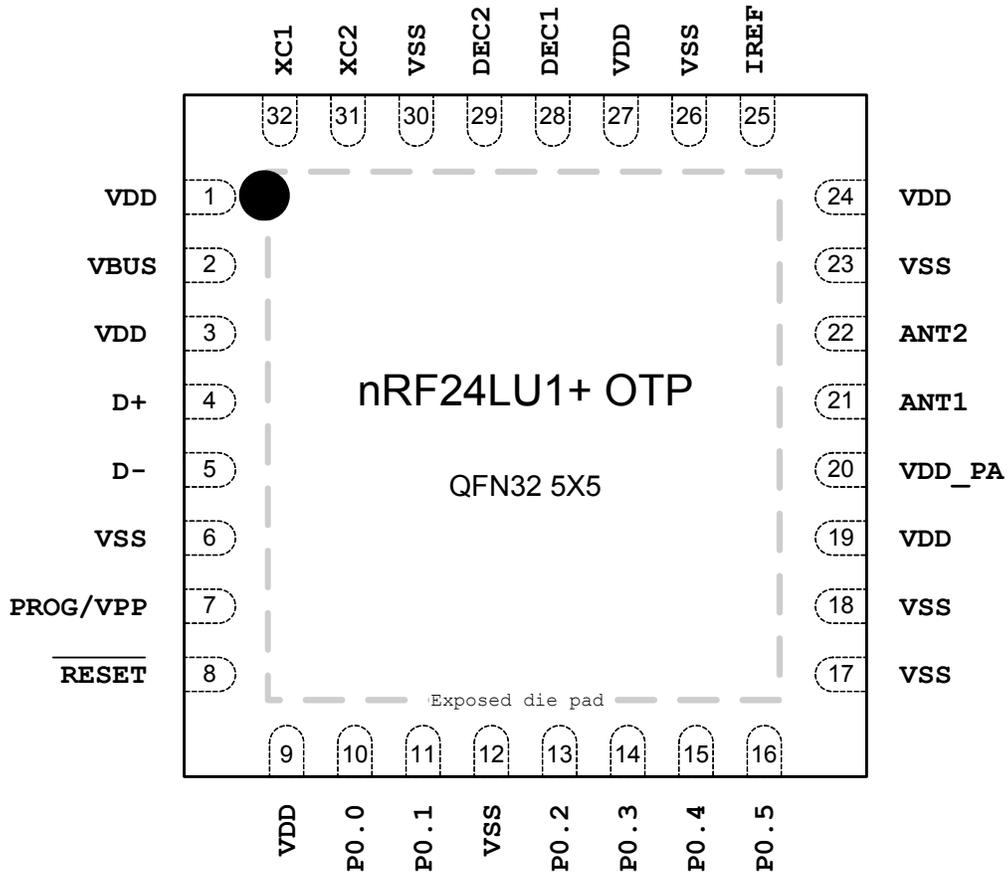 XC1 XC2 VSS DEC2 DEC1 VDD VSS IREF
32 31 30 29 28 27 26 25
VDD 1 24 VDD
VBUS 2 23 VSS
VDD 3 22 ANT2
D+ 4 nRF24LU1+ OTP 21 ANT1
D- 5 QFN32 5X5 20 VDD_PA
VSS 6 19 VDD
PROG/VPP 7 18 VSS
RESET 8 17 VSS
Exposed die pad
9 10 11 12 13 14 15 16
VDD P0.0 P0.1 VSS P0.2 P0.3 P0.4 P0.5